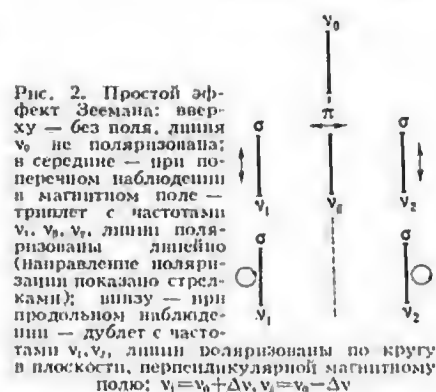 ν₀
Рис. 2. Простой эф-
фект Зеемана: ввер-
ху — без поля, линия
ν₀ не поляризована;
в середине — при по-
перечном наблюдении
в магнитном поле —
триплет с частотами
ν₁, ν₀, ν₂, линии поля-
ризованы линейно
(направление поляри-
зации показано стрел-
ками); внизу — при
продольном наблюде-
нии — дублет с часто-
тами ν₁, ν₂, линии поляризованы по кругу
в плоскости, перпендикулярной магнитному
полю; ν₁=ν₀+Δν, ν₂=ν₀−Δν
π
σ σ
ν₁ ν₀ ν₂
σ σ
ν₁ ν₂